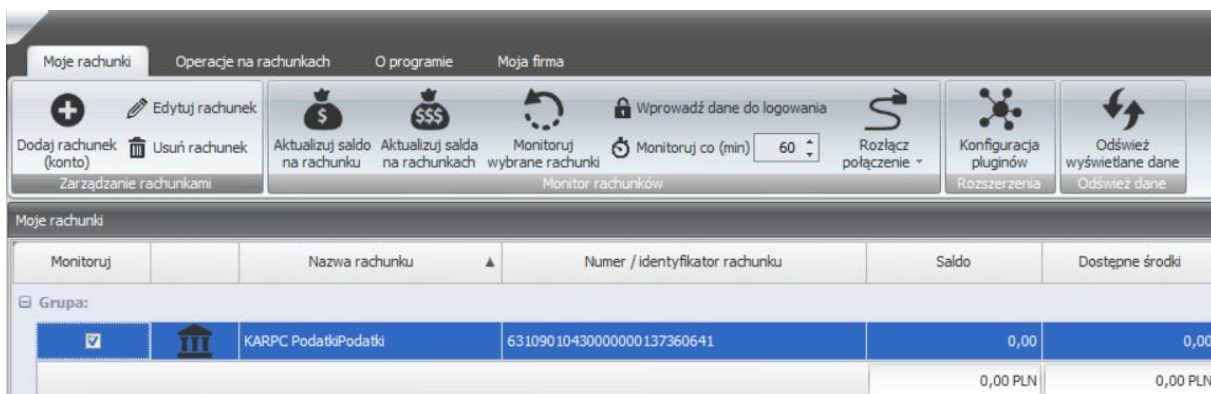 Moje rachunki Operacje na rachunkach O programie Moja firma
Dodaj rachunek (konto)
Edytuj rachunek
Usuń rachunek
Zarządzanie rachunkami
Aktualizuj saldo na rachunku
Aktualizuj salda na rachunkach
Monitoruj wybrane rachunki
Wprowadź dane do logowania
Monitoruj co (min) 60
Rozłącz połączenie
Monitor rachunków
Konfiguracja pluginów
Rozszerzenia
Odśwież wyświetlane dane
Odśwież dane
Moje rachunki
Monitoruj Nazwa rachunku Numer / identyfikator rachunku Saldo Dostępne środki
Grupa:
KARPC PodatkiPodatki 63109010430000000137360641 0,00 0,00
0,00 PLN 0,00 PLN